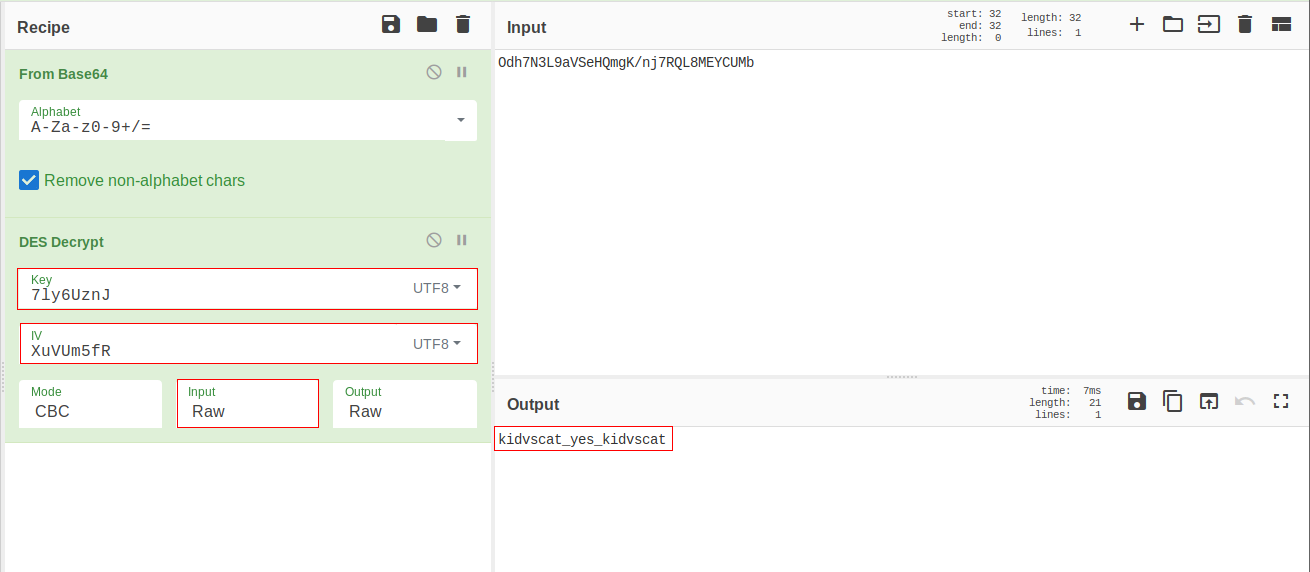 Recipe
From Base64
Alphabet
A-Za-z0-9+/=
Remove non-alphabet chars
DES Decrypt
Key
7ly6UznJ
UTF8
IV
XuVUm5fR
UTF8
Mode
CBC
Input
Raw
Output
Raw
Input
start: 32
end: 32
length: 0
length: 32
lines: 1
Odh7N3L9aVSeHQmgK/nj7RQL8MEYCUMb
Output
time: 7ms
length: 21
lines: 1
kidvscat_yes_kidvscat